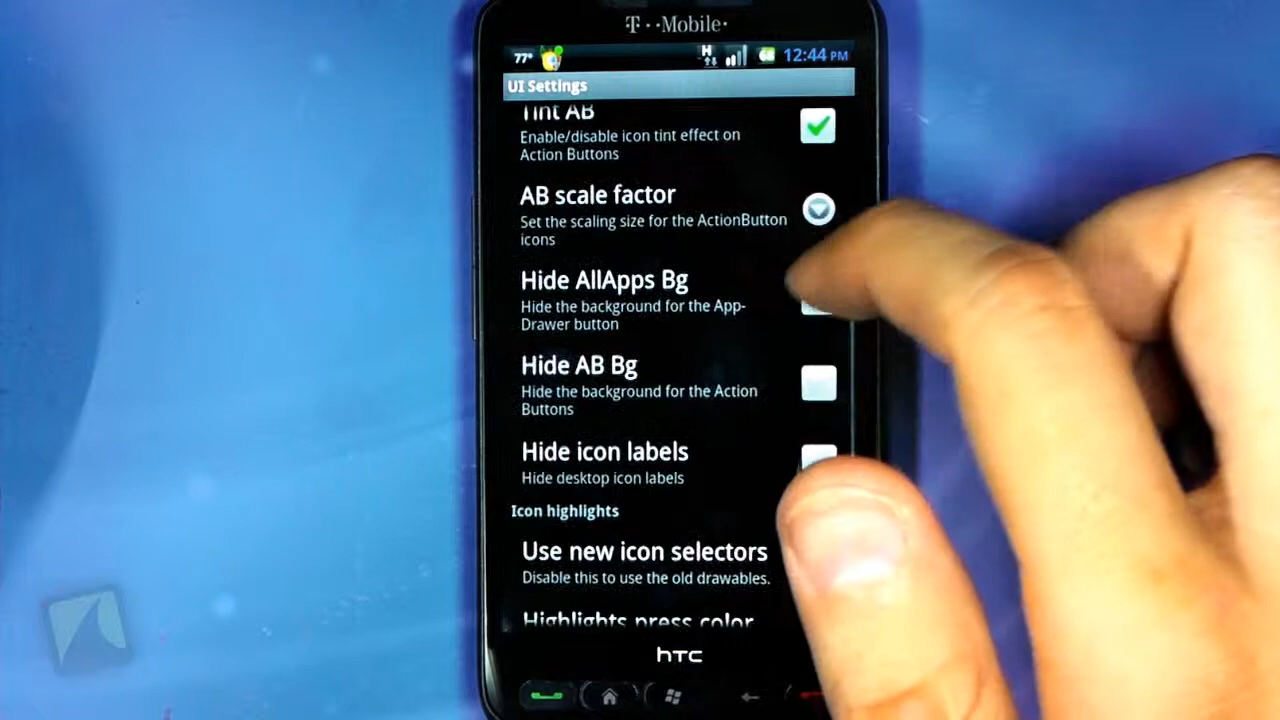 T··Mobile·
77°
H
12:44 PM
UI Settings
Tint AB
Enable/disable icon tint effect on
Action Buttons
AB scale factor
Set the scaling size for the ActionButton
icons
Hide AllApps Bg
Hide the background for the App-
Drawer button
Hide AB Bg
Hide the background for the Action
Buttons
Hide icon labels
Hide desktop icon labels
Icon highlights
Use new icon selectors
Disable this to use the old drawables.
Highlights press color
hTC